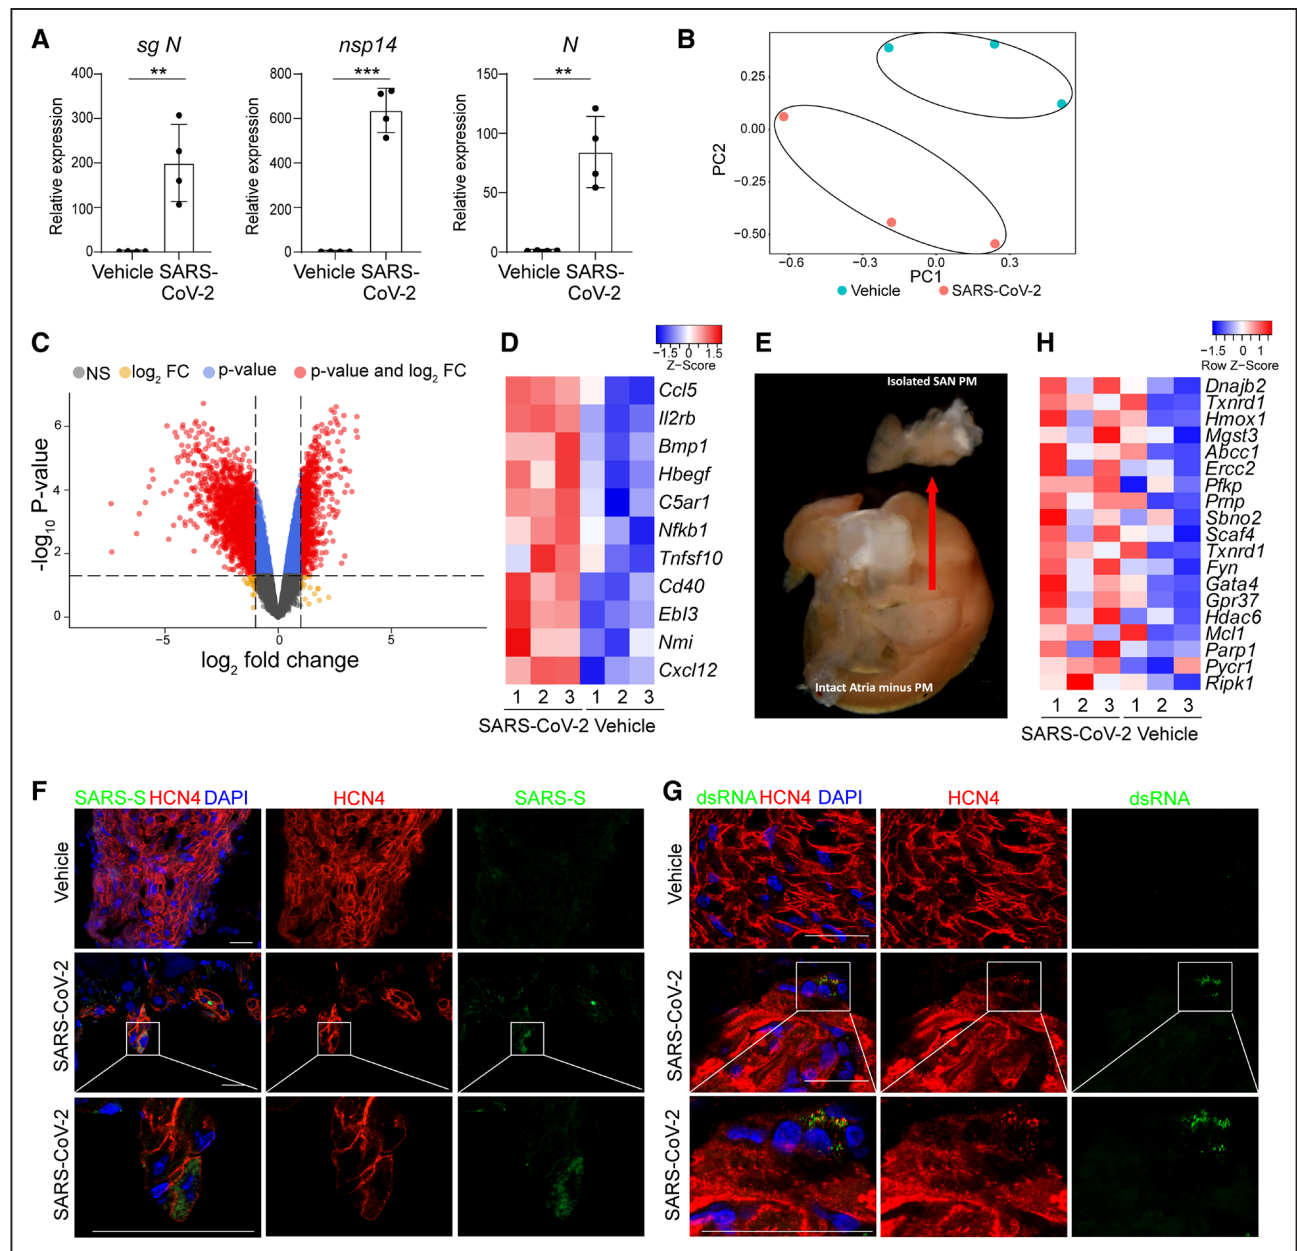 A
sg N
**
400
300
200
100
0
Relative expression
Vehicle SARS-
CoV-2
nsp14
***
800
600
400
200
0
Relative expression
Vehicle SARS-
CoV-2
N
**
150
100
50
0
Relative expression
Vehicle SARS-
CoV-2
B
0.25
0.00
−0.25
−0.50
PC2
−0.6 −0.3 0.0 0.3
PC1
Vehicle SARS-CoV-2
C
NS log2 FC p-value p-value and log2 FC
6
4
2
0
-log10 P-value
−5 0 5
log2 fold change
D
−1.5 0 1.5
Z-Score
Ccl5
Il2rb
Bmp1
Hbegf
C5ar1
Nfkb1
Tnfsf10
Cd40
EbI3
Nmi
Cxcl12
1 2 3 1 2 3
SARS-CoV-2 Vehicle
E
Isolated SAN PM
Intact Atria minus PM
H
−1.5 0 1
Row Z-Score
Dnajb2
Txnrd1
Hmox1
Mgst3
Abcc1
Ercc2
Pfkp
Prnp
Sbno2
Scaf4
Txnrd1
Fyn
Gata4
Gpr37
Hdac6
Mcl1
Parp1
Pycr1
Ripk1
1 2 3 1 2 3
SARS-CoV-2 Vehicle
F
SARS-S HCN4 DAPI
HCN4
SARS-S
Vehicle
SARS-CoV-2
SARS-CoV-2
G
dsRNA HCN4 DAPI
HCN4
dsRNA
Vehicle
SARS-CoV-2
SARS-CoV-2